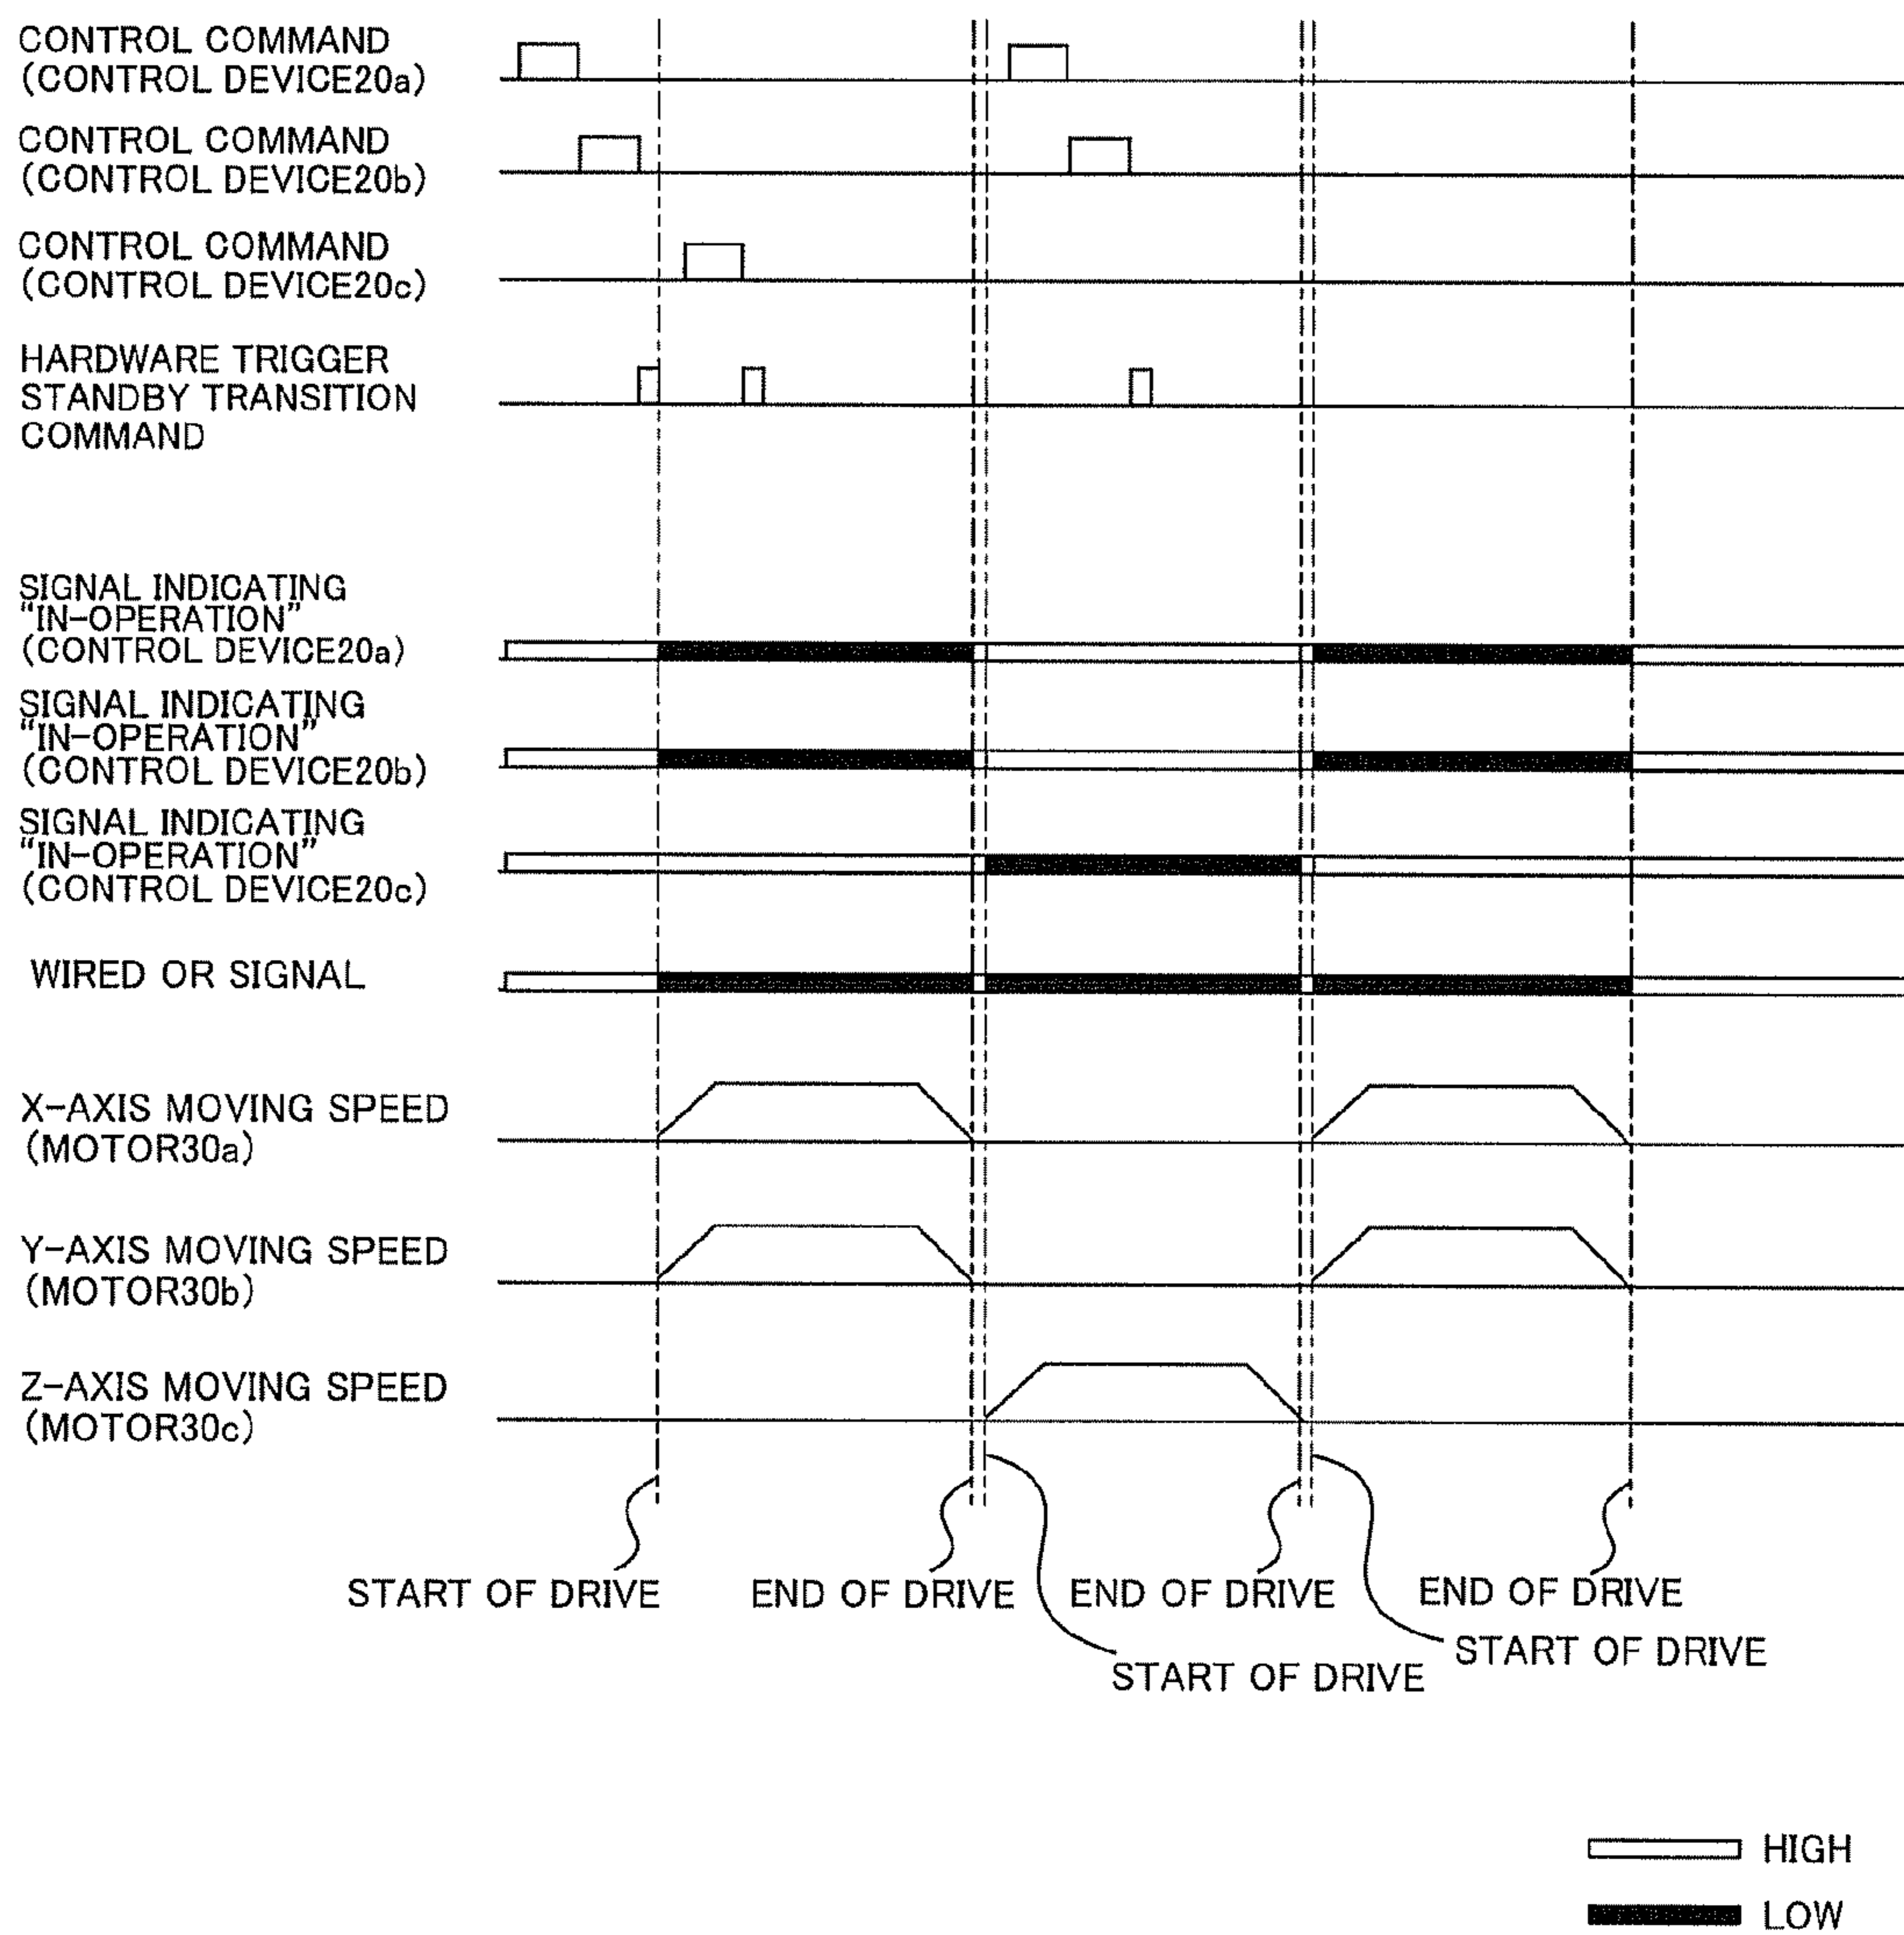 CONTROL COMMAND
(CONTROL DEVICE20a)
CONTROL COMMAND
(CONTROL DEVICE20b)
CONTROL COMMAND
(CONTROL DEVICE20c)
HARDWARE TRIGGER
STANDBY TRANSITION
COMMAND
SIGNAL INDICATING
"IN-OPERATION"
(CONTROL DEVICE20a)
SIGNAL INDICATING
"IN-OPERATION"
(CONTROL DEVICE20b)
SIGNAL INDICATING
"IN-OPERATION"
(CONTROL DEVICE20c)
WIRED OR SIGNAL
X-AXIS MOVING SPEED
(MOTOR30a)
Y-AXIS MOVING SPEED
(MOTOR30b)
Z-AXIS MOVING SPEED
(MOTOR30c)
START OF DRIVE
END OF DRIVE
END OF DRIVE
END OF DRIVE
START OF DRIVE
START OF DRIVE
HIGH
LOW